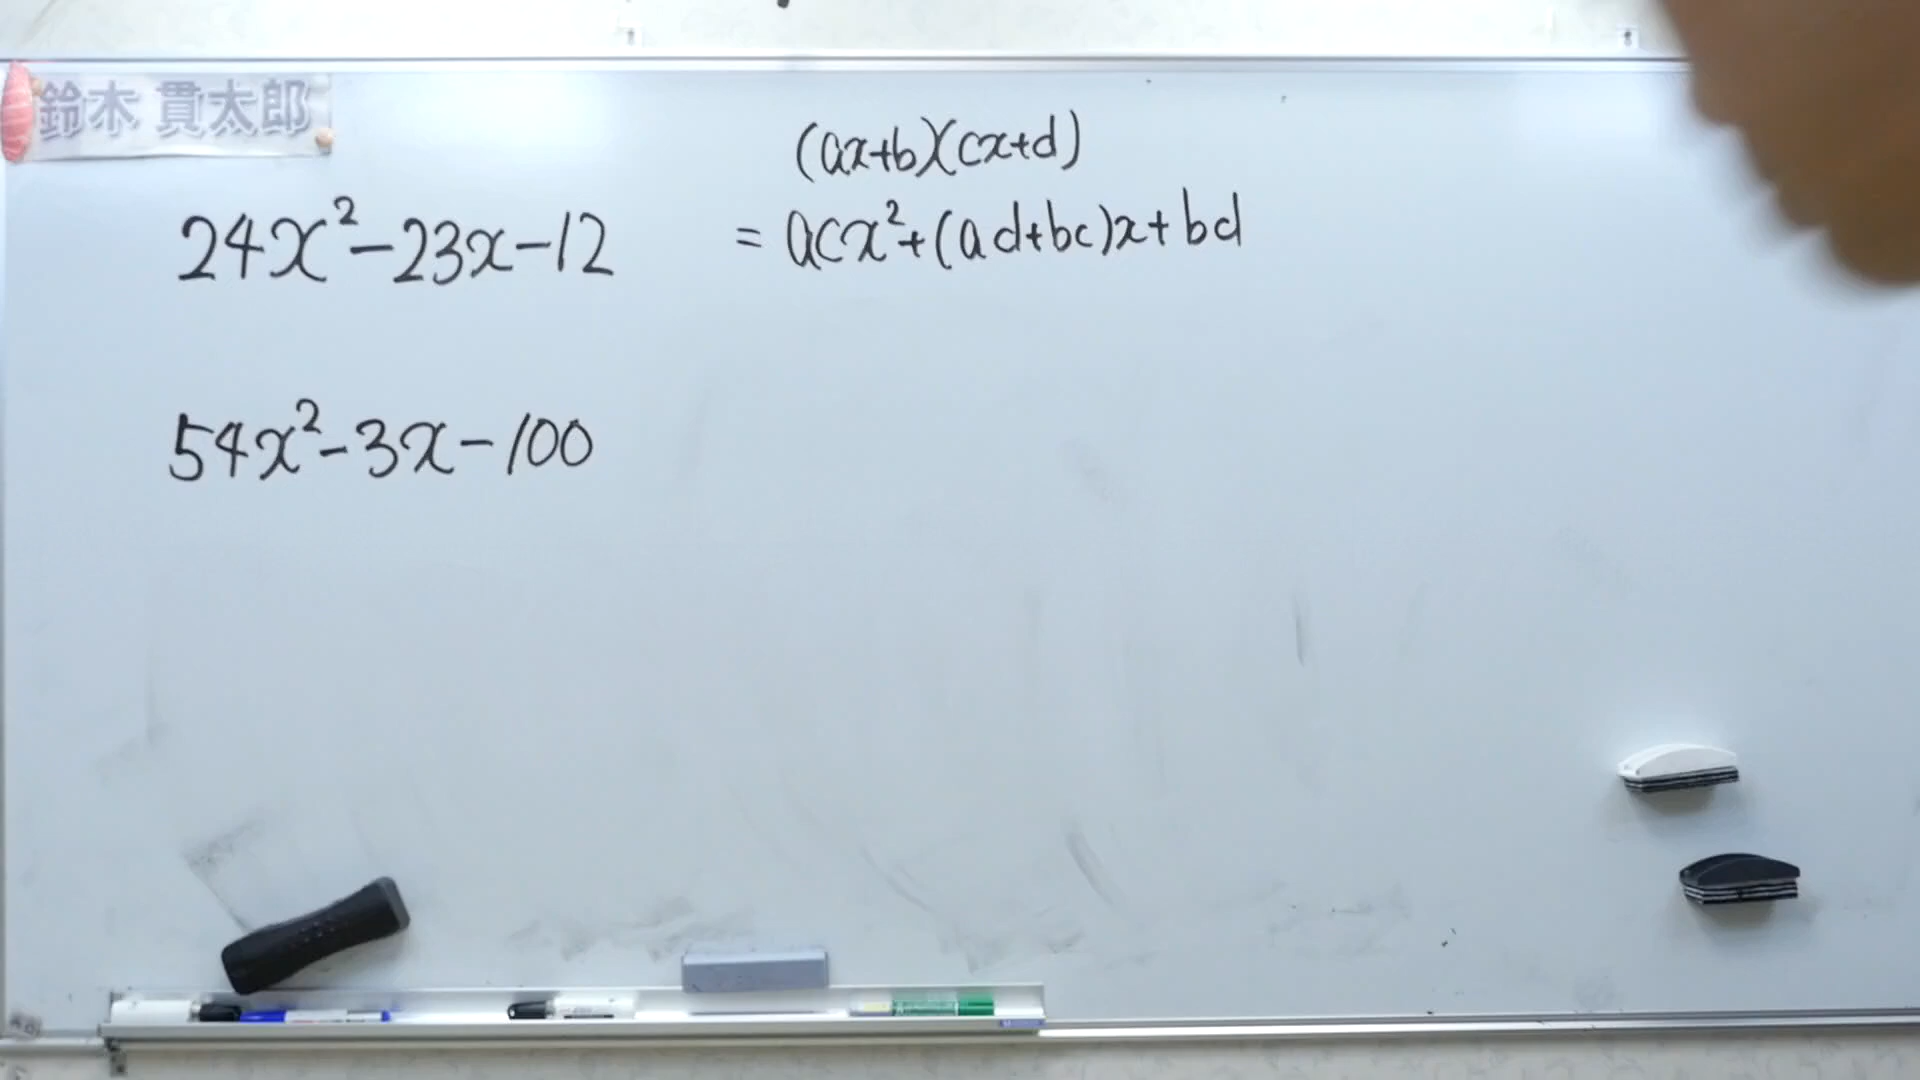 鈴木 貫太郎
(ax+b)(cx+d)
24x²-23x-12
= acx²+(ad+bc)x+bd
54x²-3x-100